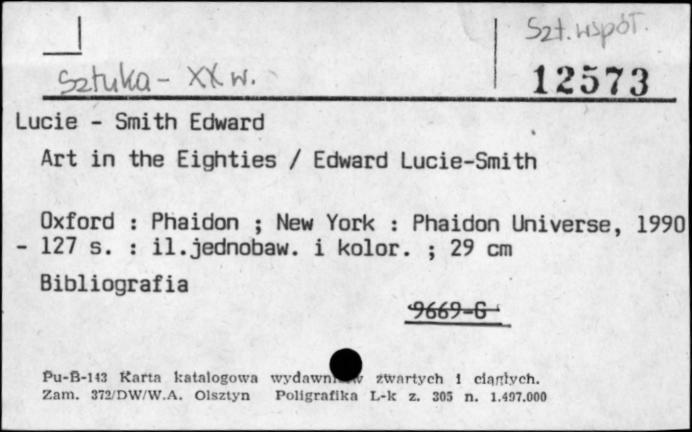 Szt. współ.
Sztuka - XX w.
12573
Lucie - Smith Edward
Art in the Eighties / Edward Lucie-Smith
Oxford : Phaidon ; New York : Phaidon Universe, 1990
- 127 s. : il.jednobaw. i kolor. ; 29 cm
Bibliografia
9669-G
Pu-B-143 Karta katalogowa zwartych i ciągłych.
Zam. 372/DW/W.A. Olsztyn Poligrafika L-k z. 305 n. 1.497.000